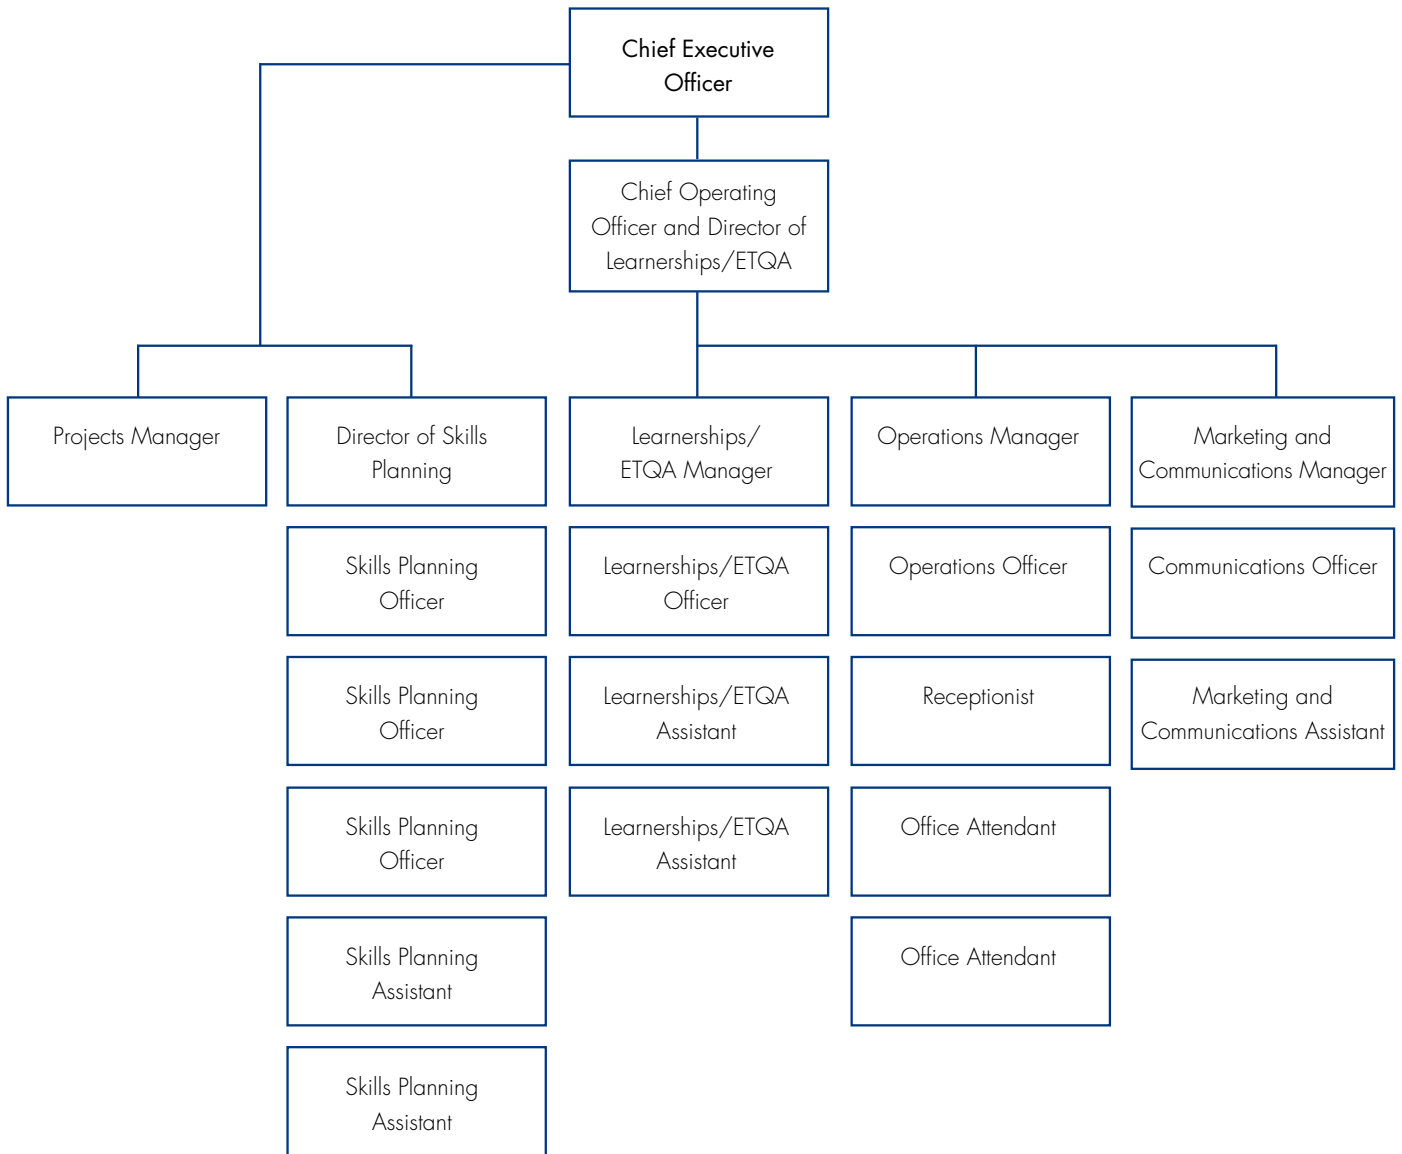 Chief Executive
Officer
Chief Operating
Officer and Director of
Learnerships/ETQA
Projects Manager
Director of Skills
Planning
Learnerships/
ETQA Manager
Operations Manager
Marketing and
Communications Manager
Skills Planning
Officer
Learnerships/ETQA
Officer
Operations Officer
Communications Officer
Skills Planning
Officer
Learnerships/ETQA
Assistant
Receptionist
Marketing and
Communications Assistant
Skills Planning
Officer
Learnerships/ETQA
Assistant
Office Attendant
Skills Planning
Assistant
Office Attendant
Skills Planning
Assistant